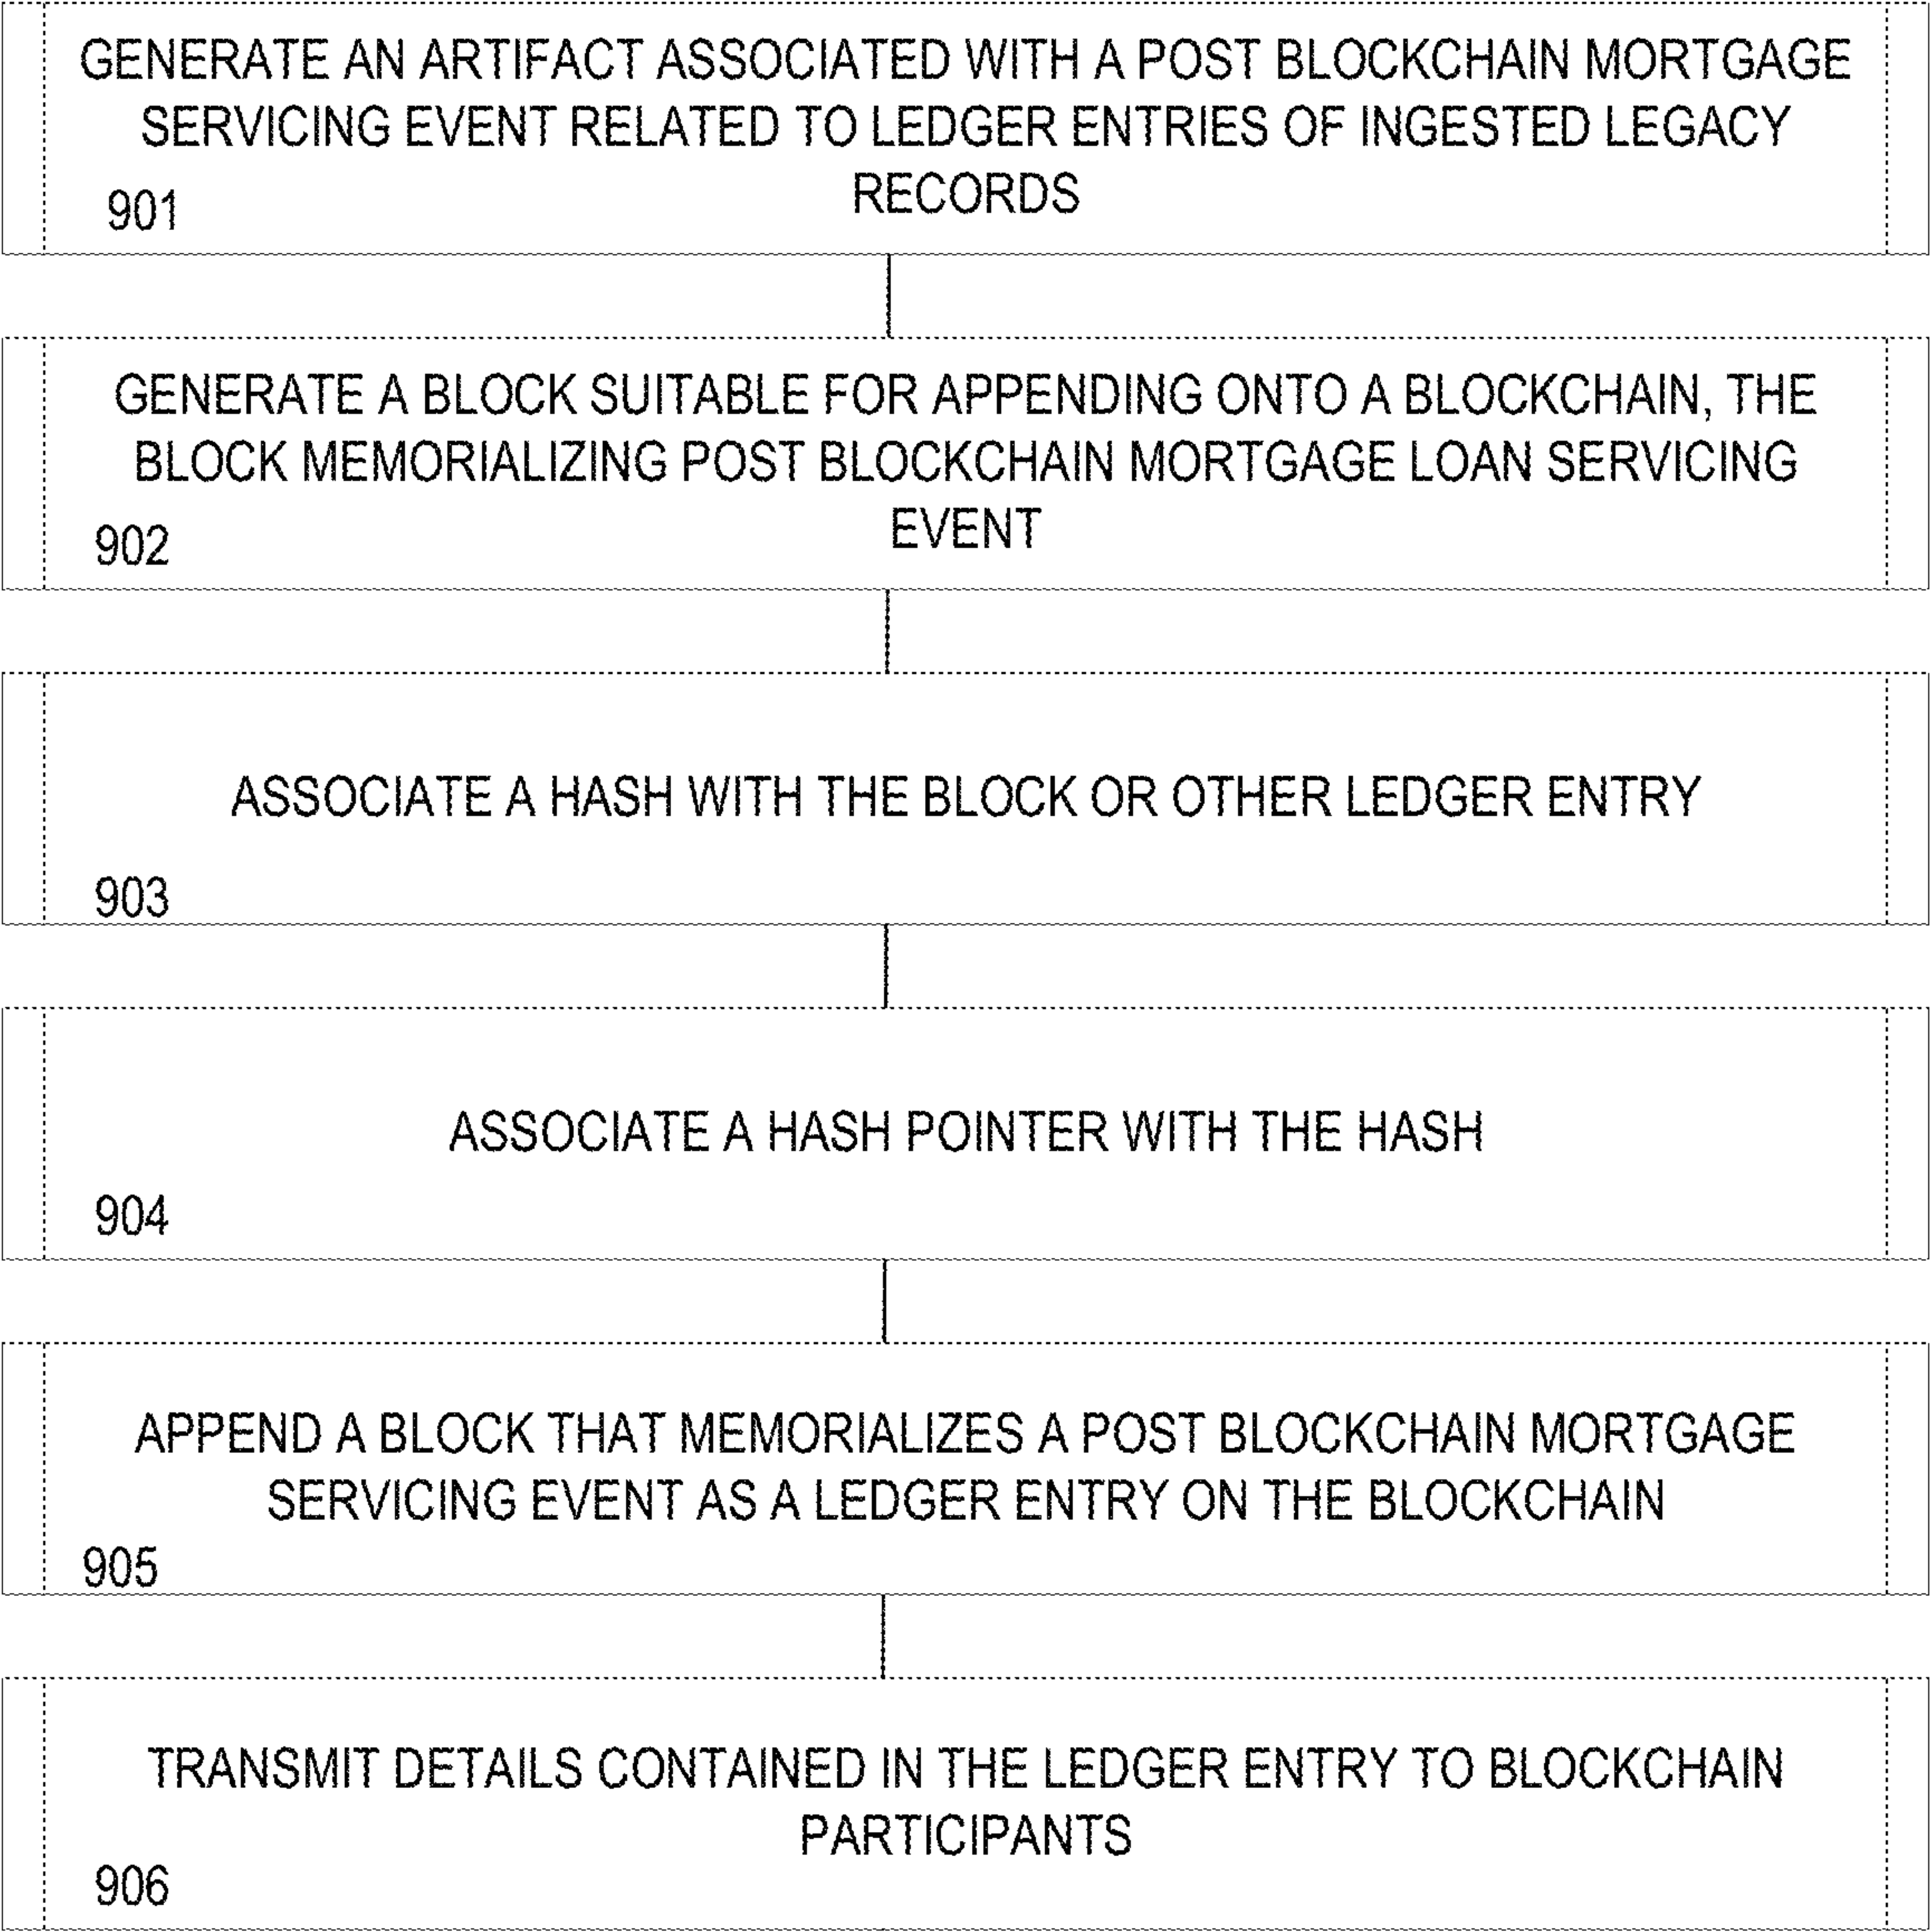 GENERATE AN ARTIFACT ASSOCIATED WITH A POST BLOCKCHAIN MORTGAGE
SERVICING EVENT RELATED TO LEDGER ENTRIES OF INGESTED LEGACY
RECORDS
901
GENERATE A BLOCK SUITABLE FOR APPENDING ONTO A BLOCKCHAIN, THE
BLOCK MEMORIALIZING POST BLOCKCHAIN MORTGAGE LOAN SERVICING
EVENT
902
ASSOCIATE A HASH WITH THE BLOCK OR OTHER LEDGER ENTRY
903
ASSOCIATE A HASH POINTER WITH THE HASH
904
APPEND A BLOCK THAT MEMORIALIZES A POST BLOCKCHAIN MORTGAGE
SERVICING EVENT AS A LEDGER ENTRY ON THE BLOCKCHAIN
905
TRANSMIT DETAILS CONTAINED IN THE LEDGER ENTRY TO BLOCKCHAIN
PARTICIPANTS
906